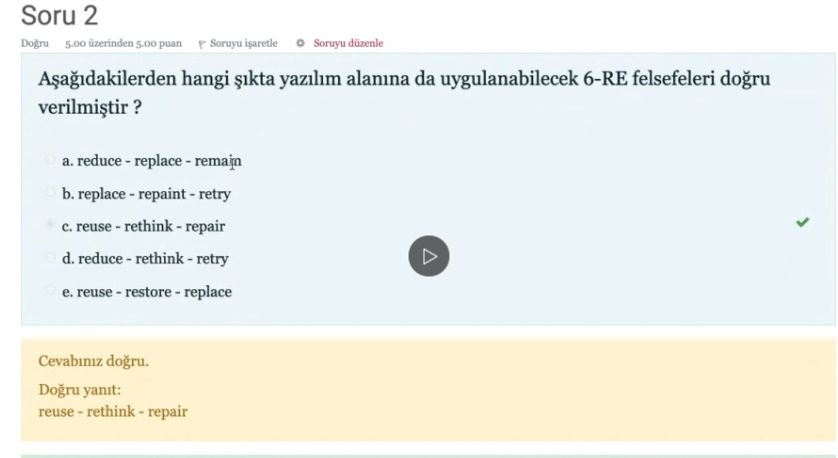 Soru 2
Doğru 5.00 üzerinden 5.00 puan Soruyu işaretle Soruyu düzenle
Aşağıdakilerden hangi şıkta yazılım alanına da uygulanabilecek 6-RE felsefeleri doğru
verilmiştir ?
a. reduce - replace - remain
b. replace - repaint - retry
c. reuse - rethink - repair
d. reduce - rethink - retry
e. reuse - restore - replace
Cevabınız doğru.
Doğru yanıt:
reuse - rethink - repair